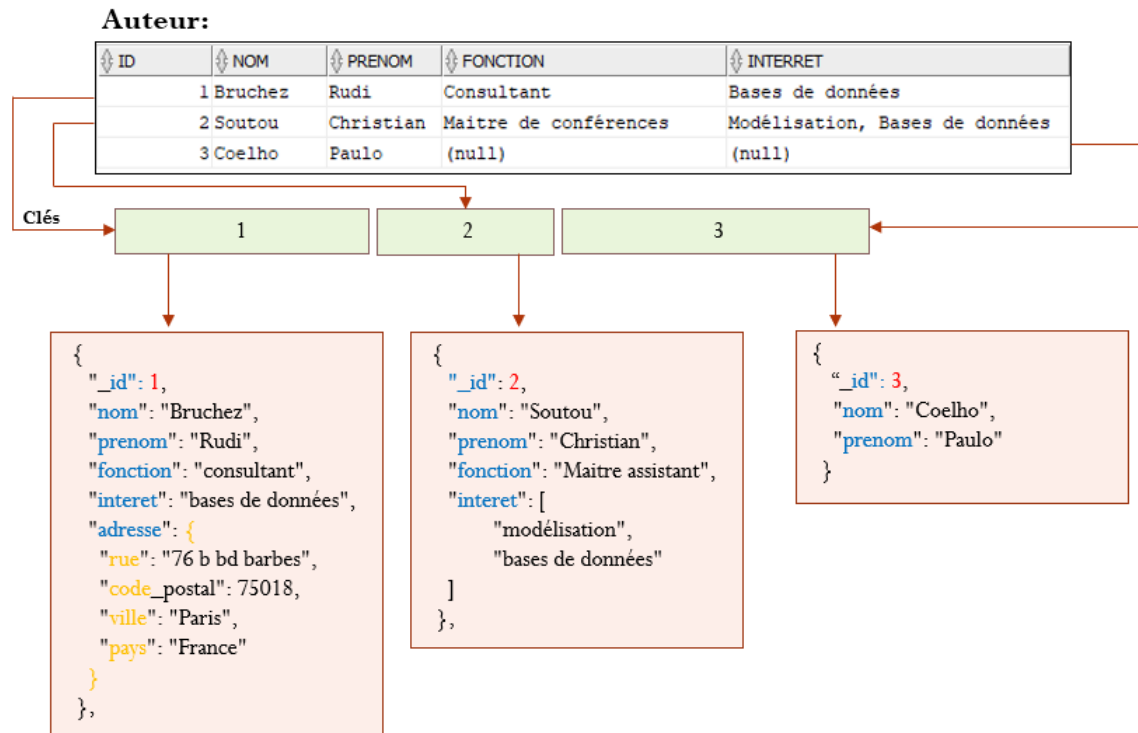 Auteur:
ID NOM PRENOM FONCTION INTERRET
1 Bruchez Rudi Consultant Bases de données
2 Soutou Christian Maitre de conférences Modélisation, Bases de données
3 Coelho Paulo (null) (null)
Clés
1 2 3
{
"_id": 1,
"nom": "Bruchez",
"prenom": "Rudi",
"fonction": "consultant",
"interet": "bases de données",
"adresse": {
"rue": "76 b bd barbes",
"code_postal": 75018,
"ville": "Paris",
"pays": "France"
}
},
{
"_id": 2,
"nom": "Soutou",
"prenom": "Christian",
"fonction": "Maitre assistant",
"interet": [
"modélisation",
"bases de données"
]
},
{
“_id": 3,
"nom": "Coelho",
"prenom": "Paulo"
}